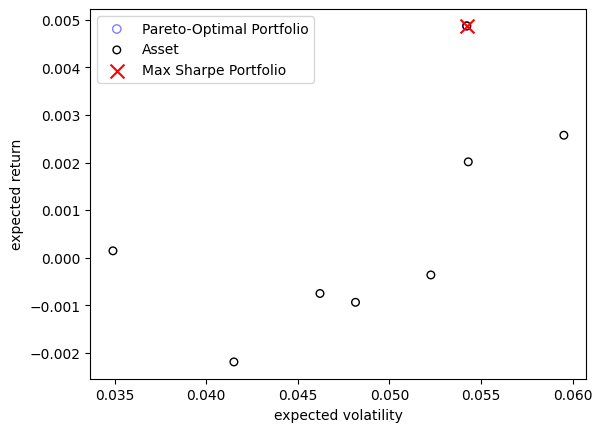 0.005
0.004
0.003
0.002
0.001
0.000
−0.001
−0.002
expected return
Pareto-Optimal Portfolio
Asset
Max Sharpe Portfolio
0.035 0.040 0.045 0.050 0.055 0.060
expected volatility